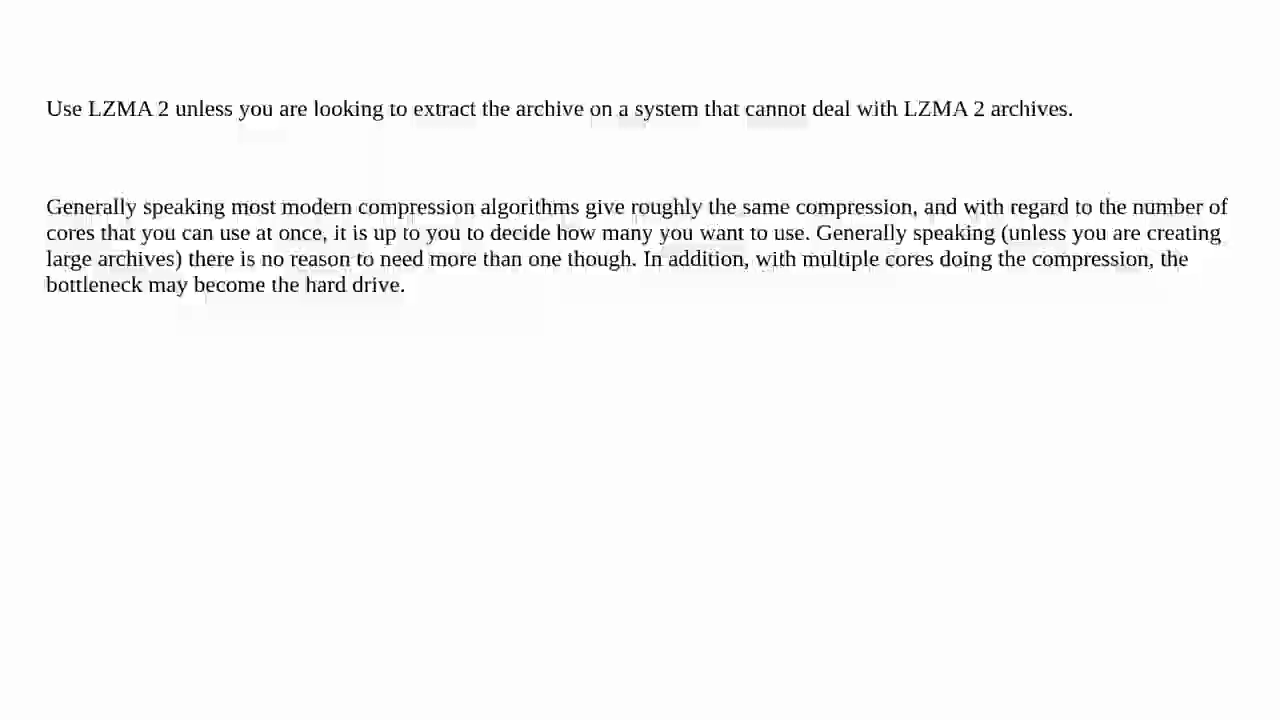 Use LZMA 2 unless you are looking to extract the archive on a system that cannot deal with LZMA 2 archives.
Generally speaking most modern compression algorithms give roughly the same compression, and with regard to the number of
cores that you can use at once, it is up to you to decide how many you want to use. Generally speaking (unless you are creating
large archives) there is no reason to need more than one though. In addition, with multiple cores doing the compression, the
bottleneck may become the hard drive.